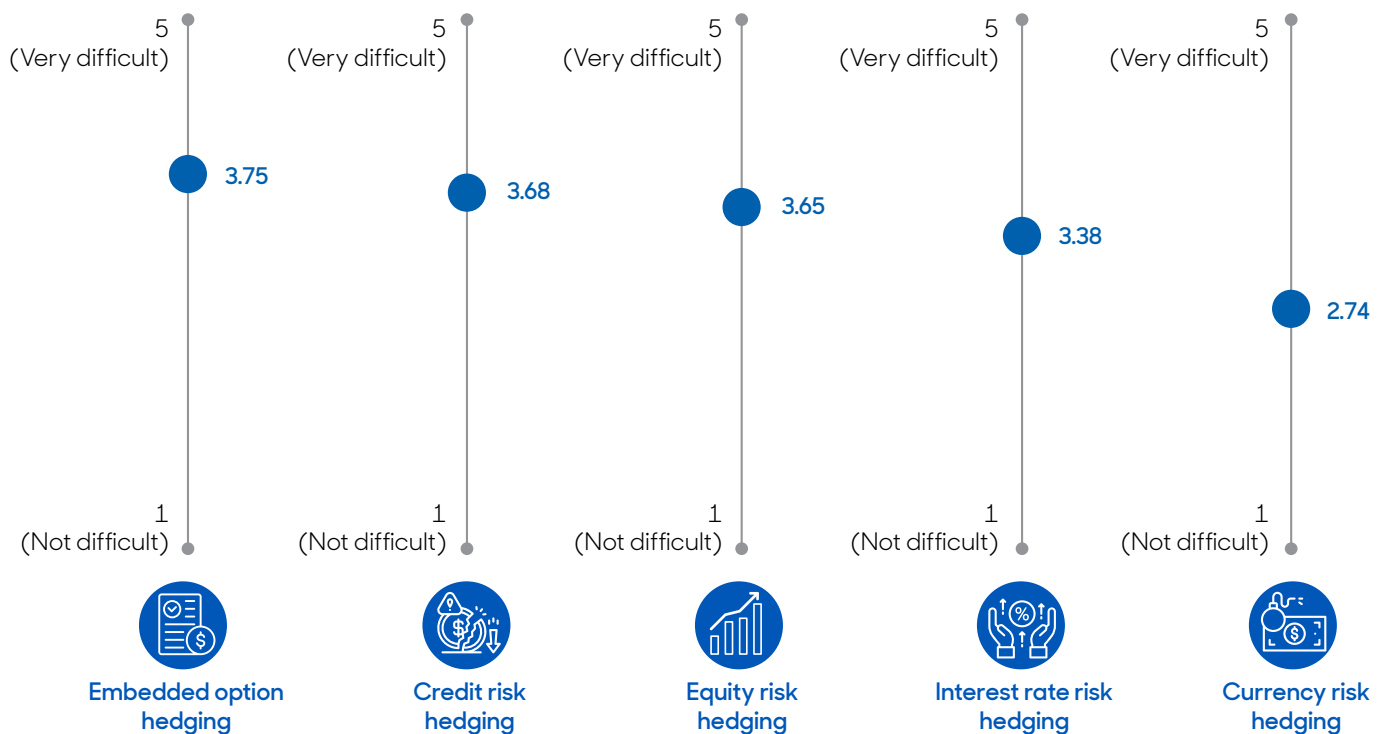 5
(Very difficult)
3.75
1
(Not difficult)
Embedded option
hedging
5
(Very difficult)
3.68
1
(Not difficult)
$
Credit risk
hedging
5
(Very difficult)
3.65
1
(Not difficult)
Equity risk
hedging
5
(Very difficult)
3.38
1
(Not difficult)
%
Interest rate risk
hedging
5
(Very difficult)
2.74
1
(Not difficult)
$
Currency risk
hedging